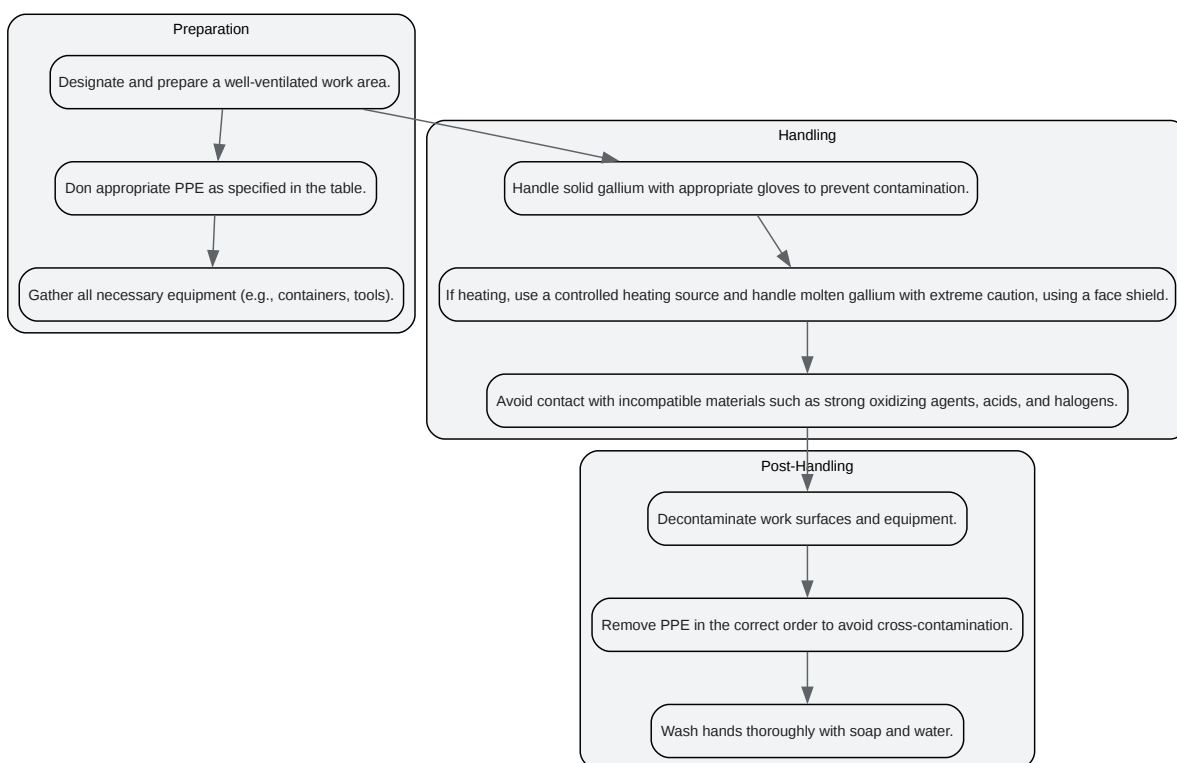 Preparation
Designate and prepare a well-ventilated work area.
Don appropriate PPE as specified in the table.
Gather all necessary equipment (e.g., containers, tools).
Handling
Handle solid gallium with appropriate gloves to prevent contamination.
If heating, use a controlled heating source and handle molten gallium with extreme caution, using a face shield.
Avoid contact with incompatible materials such as strong oxidizing agents, acids, and halogens.
Post-Handling
Decontaminate work surfaces and equipment.
Remove PPE in the correct order to avoid cross-contamination.
Wash hands thoroughly with soap and water.